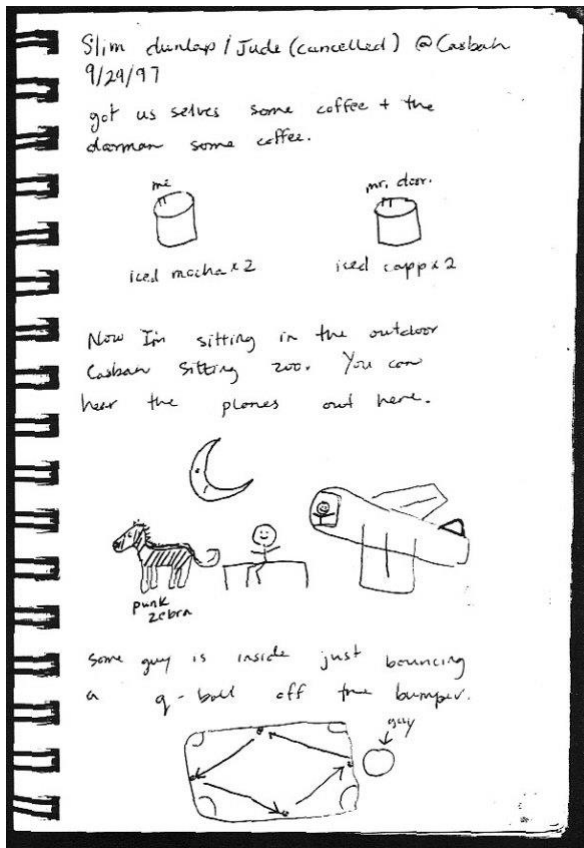 Slim dunlap / Jude (cancelled) @ Casbah
9/29/97
got us selves some coffee + the
doorman some coffee.
me
mr. door.
iced mocha x 2
iced capp x 2
Now I'm sitting in the outdoor
Casbah sitting zoo. You can
hear the planes out here.
punk
zebra
some guy is inside just bouncing
a q-ball off the bumper.
guy